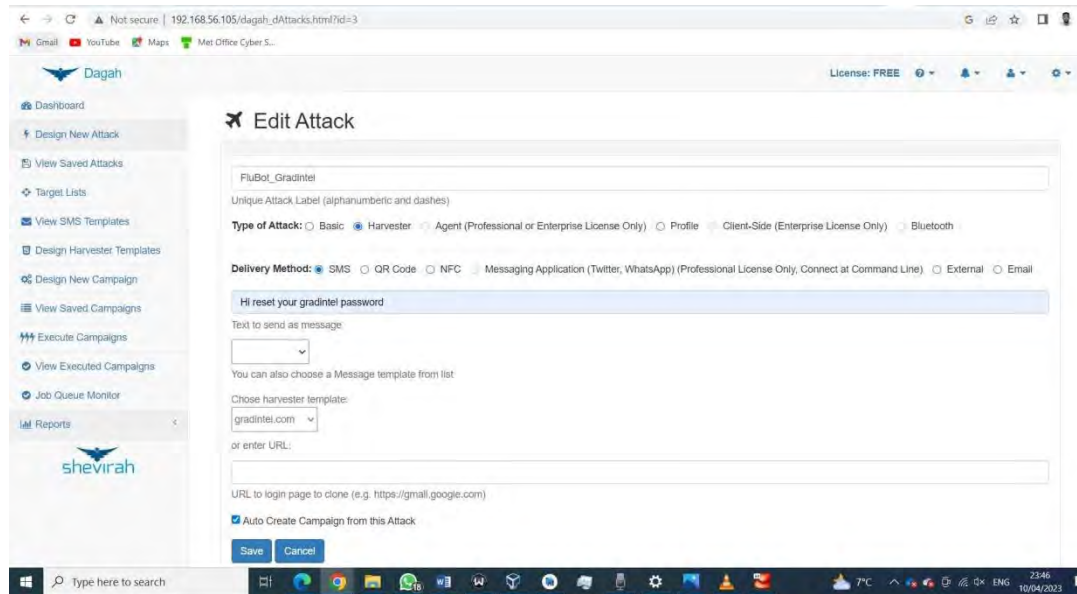 Not secure | 192.168.56.105/dagah_dAttacks.html?id=3
Gmail YouTube Maps Met Office Cyber S...
Dagah
License: FREE
Dashboard
Design New Attack
View Saved Attacks
Target Lists
View SMS Templates
Design Harvester Templates
Design New Campaign
View Saved Campaigns
Execute Campaigns
View Executed Campaigns
Job Queue Monitor
Reports
shevirah
Edit Attack
FluBot_GradIntel
Unique Attack Label (alphanumberic and dashes)
Type of Attack: Basic Harvester Agent (Professional or Enterprise License Only) Profile Client-Side (Enterprise License Only) Bluetooth
Delivery Method: SMS QR Code NFC Messaging Application (Twitter, WhatsApp) (Professional License Only, Connect at Command Line) External Email
Hi reset your gradintel password
Text to send as message
You can also choose a Message template from list
Chose harvester template:
gradintel.com
or enter URL:
URL to login page to clone (e.g. https://gmail.google.com)
Auto Create Campaign from this Attack
Save Cancel
Type here to search
7°C ENG 23:46
10/04/2023